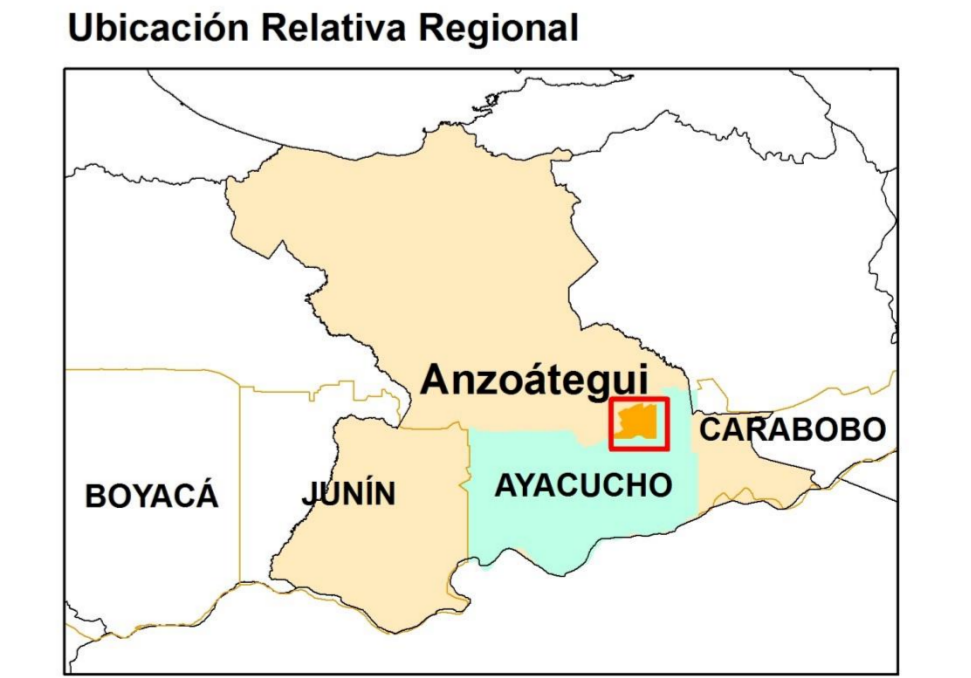 Ubicación Relativa Regional
Anzoátegui
CARABOBO
BOYACÁ
JUNÍN
AYACUCHO